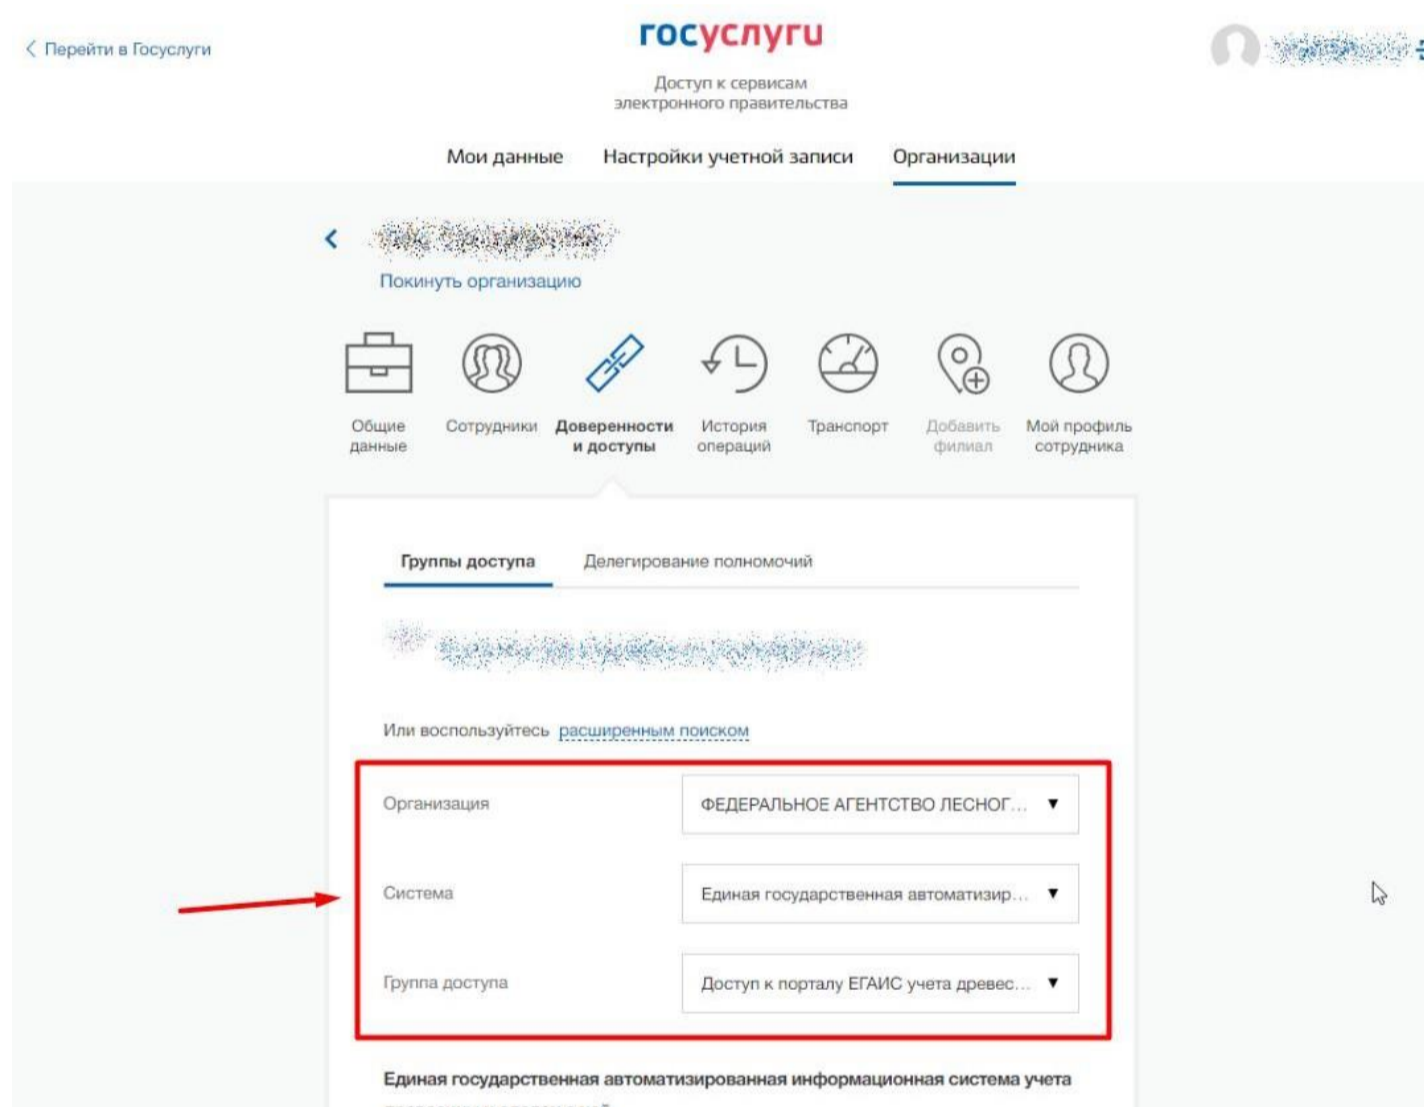 Перейти в Госуслуги
госуслуги
Доступ к сервисам
электронного правительства
Мои данные Настройки учетной записи Организации
Покинуть организацию
Общие данные
Сотрудники
Доверенности и доступы
История операций
Транспорт
Добавить филиал
Мой профиль сотрудника
Группы доступа Делегирование полномочий
Или воспользуйтесь расширенным поиском
Организация ФЕДЕРАЛЬНОЕ АГЕНТСТВО ЛЕСНОГ...
Система Единая государственная автоматизир...
Группа доступа Доступ к порталу ЕГАИС учета древес...
Единая государственная автоматизированная информационная система учета